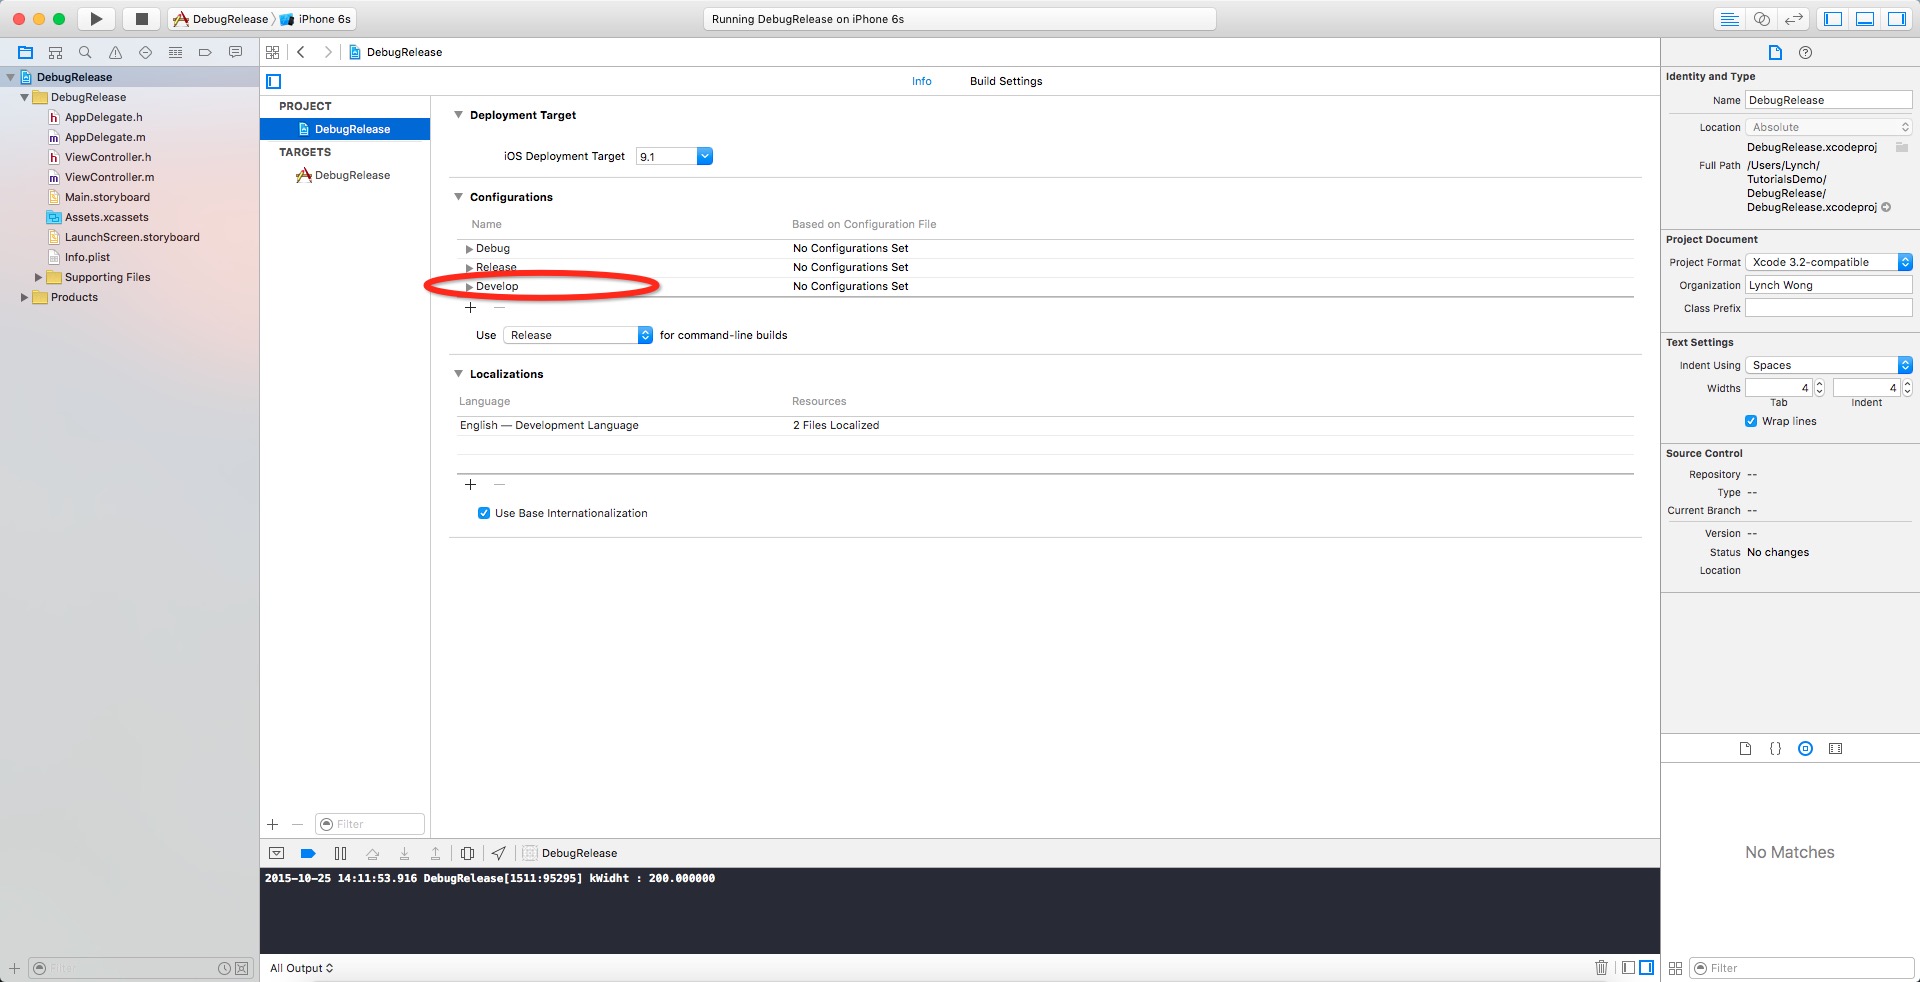 DebugRelease
iPhone 6s
Running DebugRelease on iPhone 6s
DebugRelease
DebugRelease
DebugRelease
AppDelegate.h
AppDelegate.m
ViewController.h
ViewController.m
Main.storyboard
Assets.xcassets
LaunchScreen.storyboard
Info.plist
Supporting Files
Products
Filter
Info
Build Settings
PROJECT
DebugRelease
TARGETS
DebugRelease
Filter
Deployment Target
iOS Deployment Target 9.1
Configurations
Name Based on Configuration File
Debug No Configurations Set
Release No Configurations Set
Develop No Configurations Set
Use Release for command-line builds
Localizations
Language Resources
English — Development Language 2 Files Localized
Use Base Internationalization
DebugRelease
2015-10-25 14:11:53.916 DebugRelease[1511:95295] kWidht : 200.000000
All Output
Identity and Type
Name DebugRelease
Location Absolute
DebugRelease.xcodeproj
Full Path /Users/Lynch/
TutorialsDemo/
DebugRelease/
DebugRelease.xcodeproj
Project Document
Project Format Xcode 3.2-compatible
Organization Lynch Wong
Class Prefix
Text Settings
Indent Using Spaces
Widths 4 4
Tab Indent
Wrap lines
Source Control
Repository --
Type --
Current Branch --
Version --
Status No changes
Location
No Matches
Filter